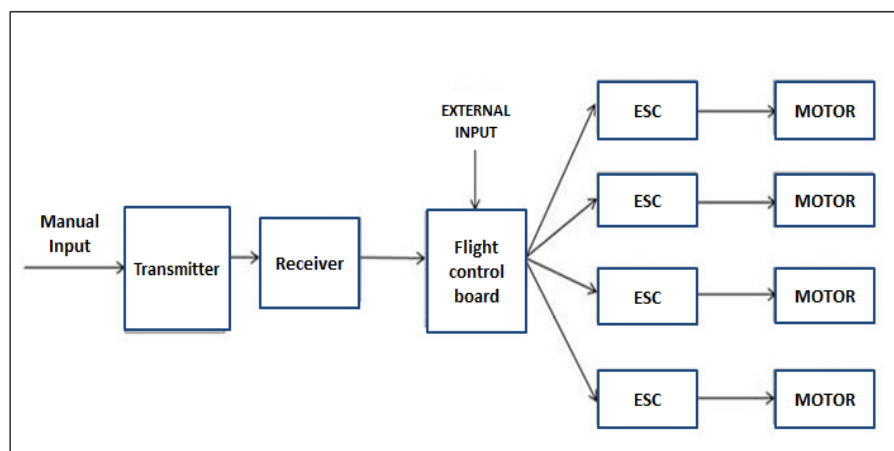 Manual
Input
Transmitter
Receiver
EXTERNAL
INPUT
Flight
control
board
ESC
MOTOR
ESC
MOTOR
ESC
MOTOR
ESC
MOTOR